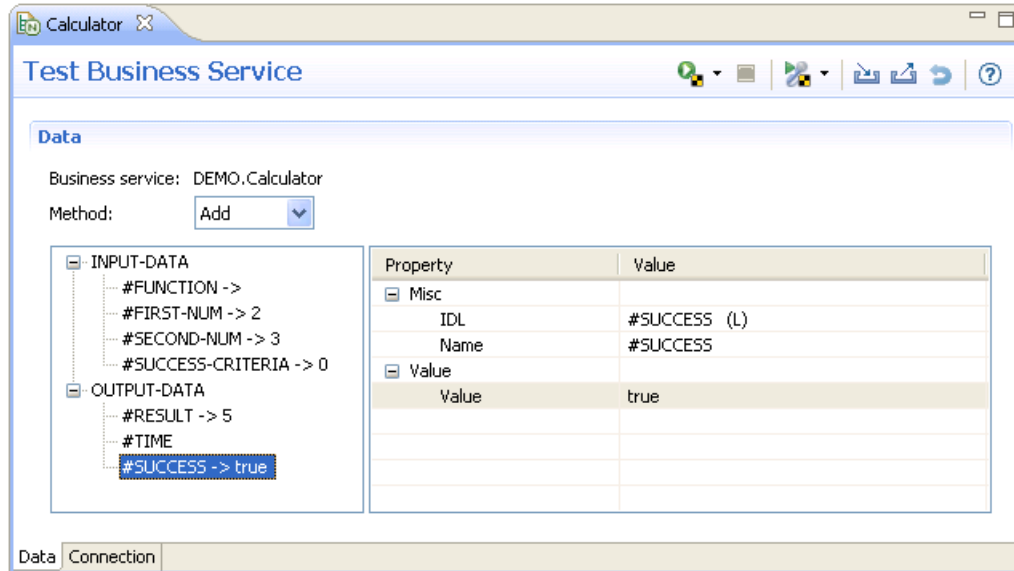 Calculator
Test Business Service
Data
Business service: DEMO.Calculator
Method: Add
INPUT-DATA
#FUNCTION ->
#FIRST-NUM -> 2
#SECOND-NUM -> 3
#SUCCESS-CRITERIA -> 0
OUTPUT-DATA
#RESULT -> 5
#TIME
#SUCCESS -> true
Property Value
Misc
IDL #SUCCESS (L)
Name #SUCCESS
Value
Value true
Data Connection